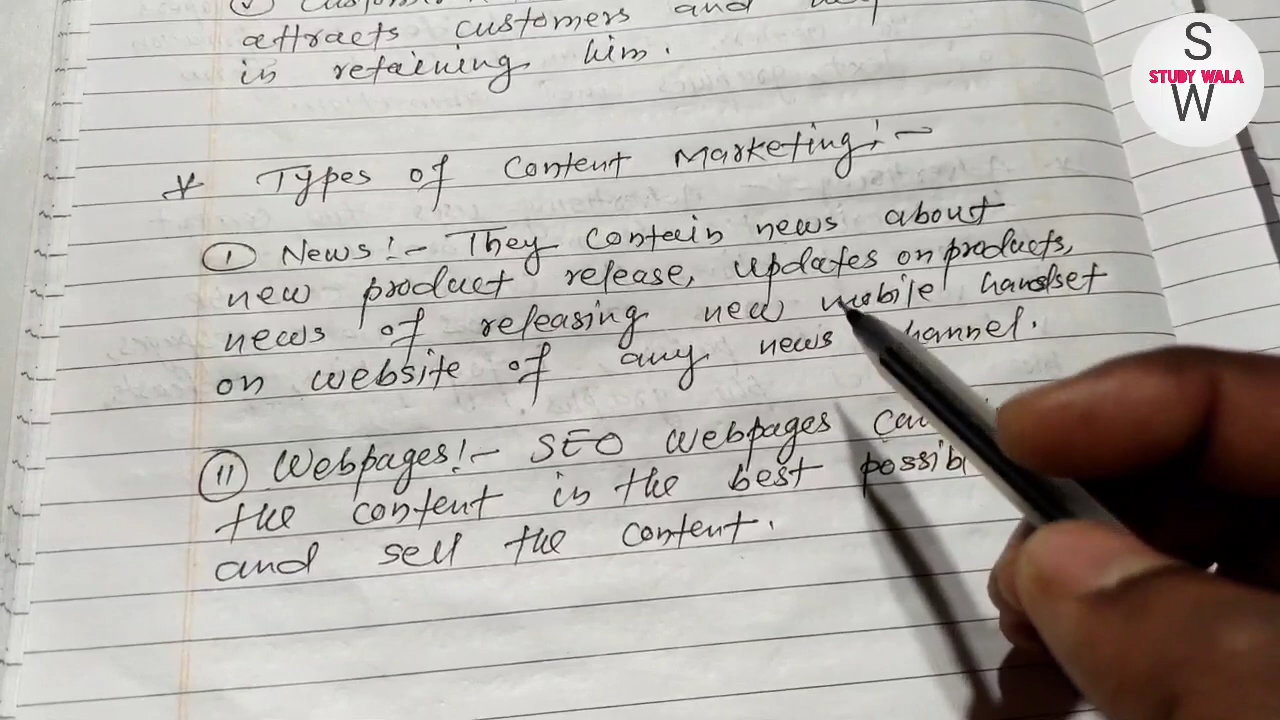 attracts customers and
in retaining him.
* Types of Content Marketing:-
① News:- They contain news about
new product release, updates on products,
news of releasing new mobile handset
on website of any news channel.
② Webpages:- SEO webpages
the content in the best
and sell the content.
S
STUDY WALA
W